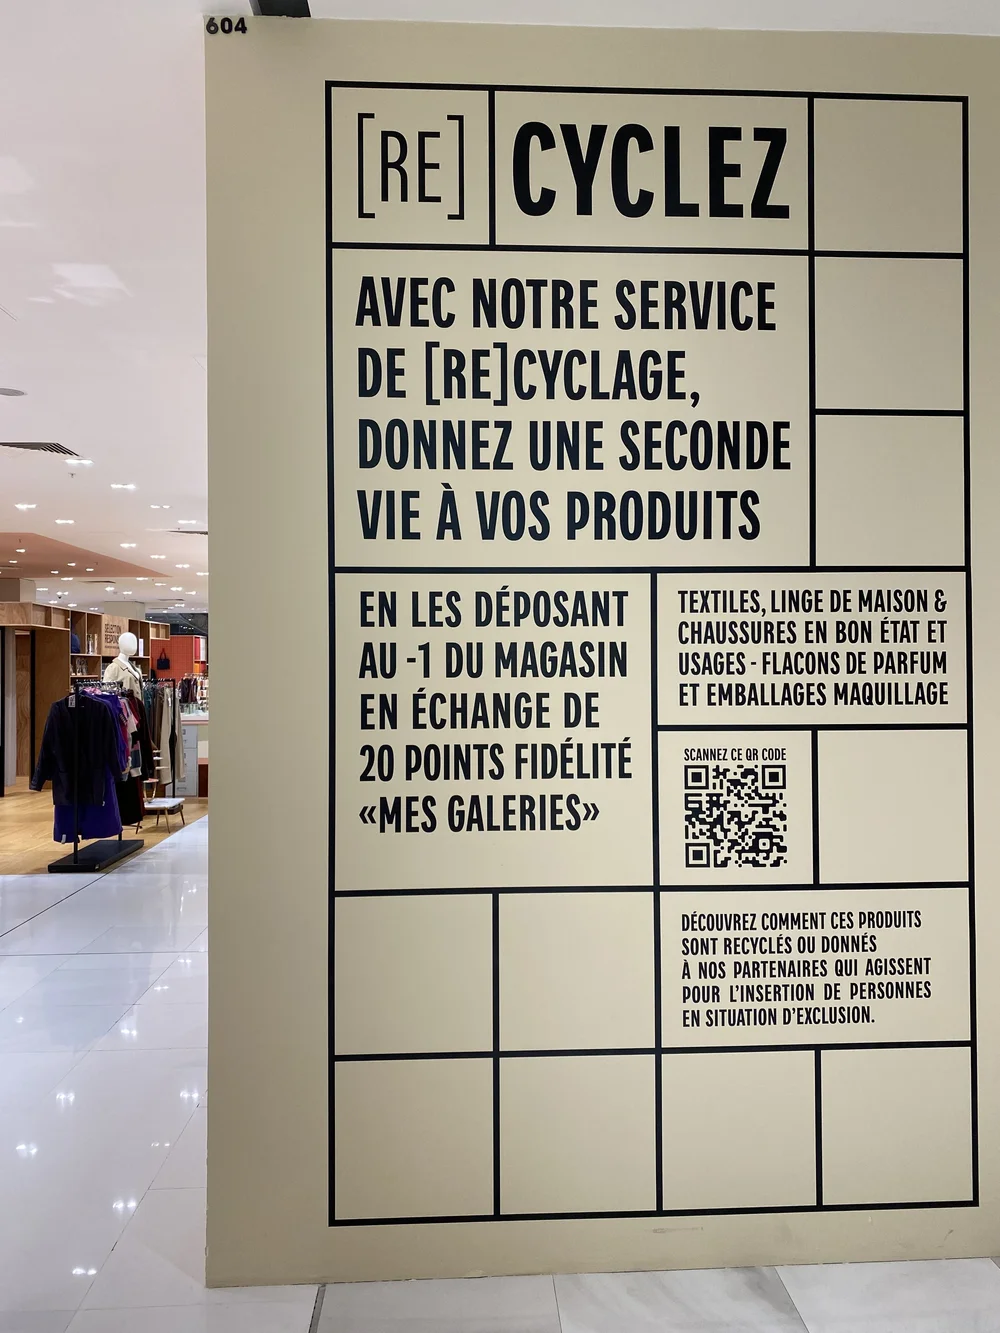 604
[RE] CYCLEZ
AVEC NOTRE SERVICE
DE [RE]CYCLAGE,
DONNEZ UNE SECONDE
VIE À VOS PRODUITS
EN LES DÉPOSANT
AU -1 DU MAGASIN
EN ÉCHANGE DE
20 POINTS FIDÉLITÉ
«MES GALERIES»
TEXTILES, LINGE DE MAISON &
CHAUSSURES EN BON ÉTAT ET
USAGES - FLACONS DE PARFUM
ET EMBALLAGES MAQUILLAGE
SCANNEZ CE QR CODE
DÉCOUVREZ COMMENT CES PRODUITS
SONT RECYCLÉS OU DONNÉS
À NOS PARTENAIRES QUI AGISSENT
POUR L'INSERTION DE PERSONNES
EN SITUATION D'EXCLUSION.
SÉLECTION